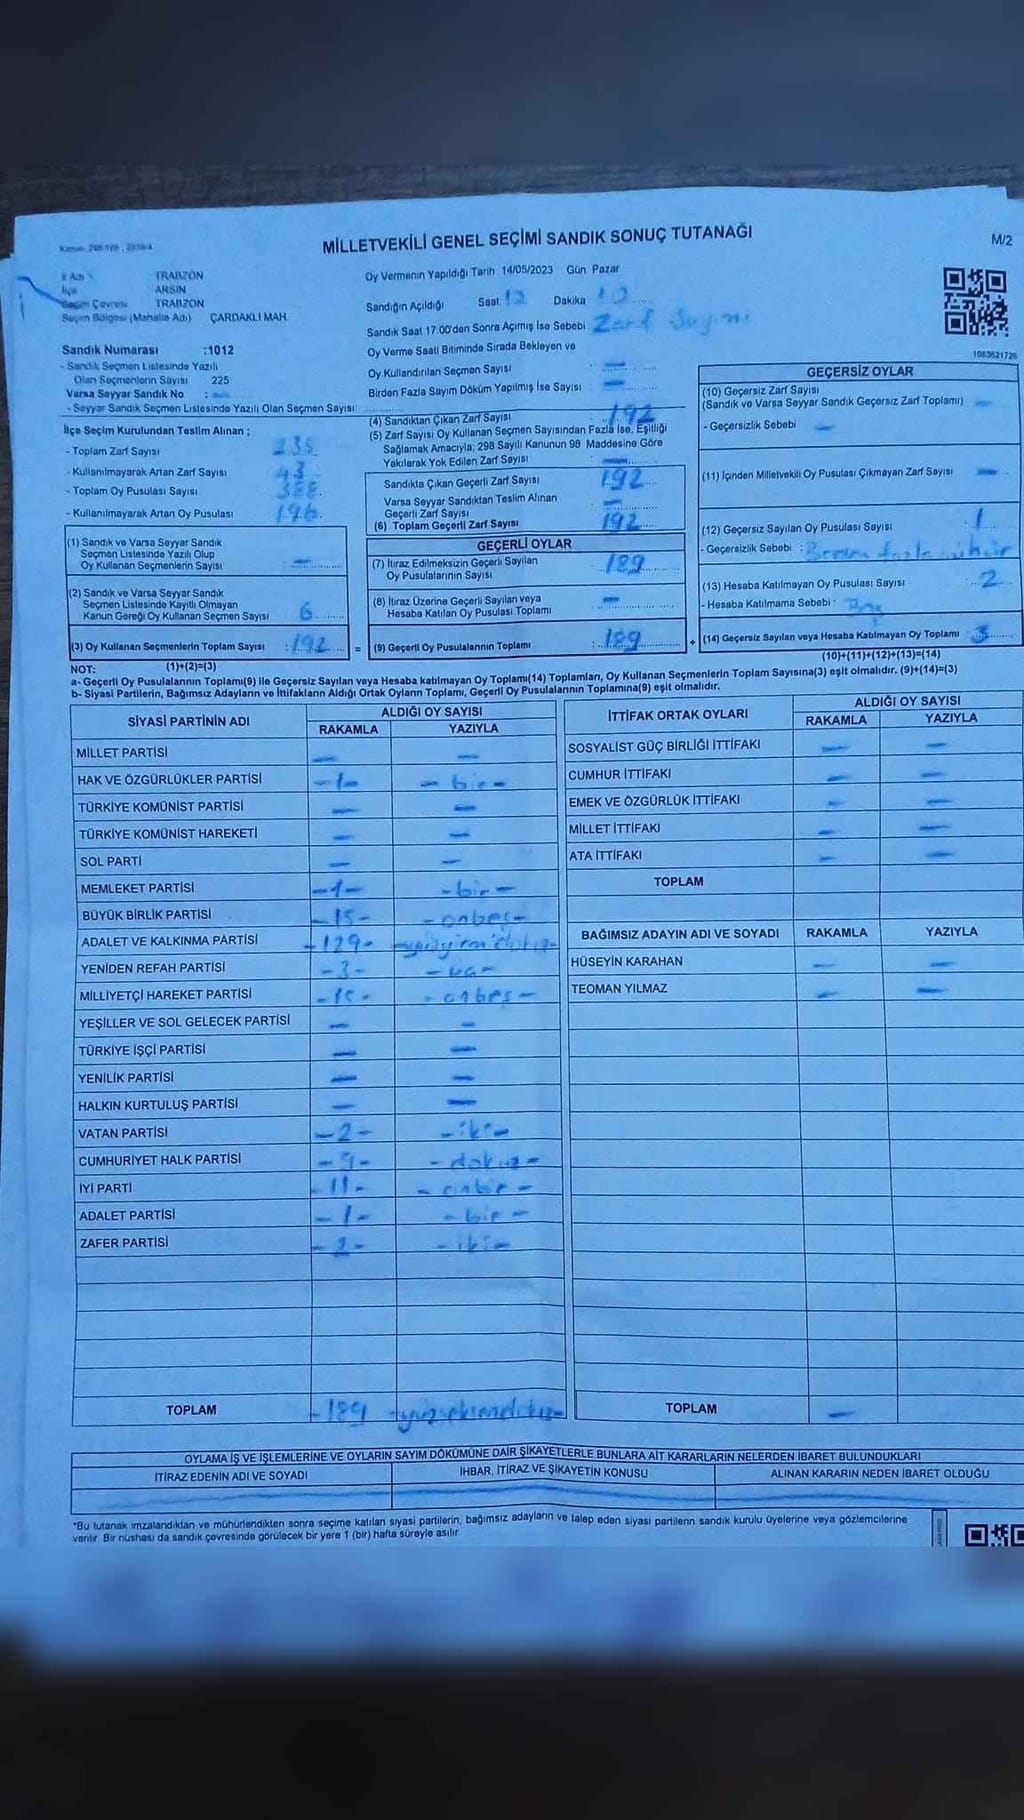 Kanun: 298/105, 2839/4
MİLLETVEKİLİ GENEL SEÇİMİ SANDIK SONUÇ TUTANAĞI
M/2
İl Adı : TRABZON
İlçe ARSIN
Seçim Çevresi TRABZON
Seçim Bölgesi (Mahalle Adı) ÇARDAKLI MAH.
Sandık Numarası :1012
- Sandık Seçmen Listesinde Yazılı
Olan Seçmenlerin Sayısı 225
Varsa Seyyar Sandık No : -
- Seyyar Sandık Seçmen Listesinde Yazılı Olan Seçmen Sayısı:
Oy Vermenin Yapıldığı Tarih 14/05/2023 Gün Pazar
Sandığın Açıldığı Saat: Dakika
Sandık Saat 17:00'den Sonra Açımış İse Sebebi : Zarf Sayımı
Oy Verme Saati Bitiminde Sırada Bekleyen ve
Oy Kullandırılan Seçmen Sayısı : -
Birden Fazla Sayım Döküm Yapılmış İse Sayısı : -
1083621726
İlçe Seçim Kurulundan Teslim Alınan ;
- Toplam Zarf Sayısı 235
- Kullanılmayarak Artan Zarf Sayısı 43
- Toplam Oy Pusulası Sayısı
- Kullanılmayarak Artan Oy Pusulası 196
(1) Sandık ve Varsa Seyyar Sandık
Seçmen Listesinde Yazılı Olup
Oy Kullanan Seçmenlerin Sayısı : -
(2) Sandık ve Varsa Seyyar Sandık
Seçmen Listesinde Kayıtlı Olmayan
Kanun Gereği Oy Kullanan Seçmen Sayısı 6
(3) Oy Kullanan Seçmenlerin Toplam Sayısı : 192 =
(4) Sandıktan Çıkan Zarf Sayısı 192
(5) Zarf Sayısı Oy Kullanan Seçmen Sayısından Fazla İse, Eşitliği
Sağlamak Amacıyla; 298 Sayılı Kanunun 98 Maddesine Göre
Yakılarak Yok Edilen Zarf Sayısı : -
Sandıkta Çıkan Geçerli Zarf Sayısı 192
Varsa Seyyar Sandıktan Teslim Alınan
Geçerli Zarf Sayısı -
(6) Toplam Geçerli Zarf Sayısı 192
GEÇERLİ OYLAR
(7) İtiraz Edilmeksizin Geçerli Sayılan
Oy Pusulalarının Sayısı : 189
(8) İtiraz Üzerine Geçerli Sayılan veya
Hesaba Katılan Oy Pusulası Toplamı : -
(9) Geçerli Oy Pusulalarının Toplamı : 189 +
GEÇERSİZ OYLAR
(10) Geçersiz Zarf Sayısı
(Sandık ve Varsa Seyyar Sandık Geçersiz Zarf Toplamı) : -
- Geçersizlik Sebebi : -
(11) İçinden Milletvekili Oy Pusulası Çıkmayan Zarf Sayısı : -
(12) Geçersiz Sayılan Oy Pusulası Sayısı : 1
- Geçersizlik Sebebi : Birden fazla mühür
(13) Hesaba Katılmayan Oy Pusulası Sayısı : 2
- Hesaba Katılmama Sebebi : Boş
(14) Geçersiz Sayılan veya Hesaba Katılmayan Oy Toplamı : 3
(1)+(2)=(3)
(10)+(11)+(12)+(13)=(14)
NOT:
a- Geçerli Oy Pusulalarının Toplamı(9) ile Geçersiz Sayılan veya Hesaba katılmayan Oy Toplamı(14) Toplamları, Oy Kullanan Seçmenlerin Toplam Sayısına(3) eşit olmalıdır. (9)+(14)=(3)
b- Siyasi Partilerin, Bağımsız Adayların ve İttifakların Aldığı Ortak Oyların Toplamı, Geçerli Oy Pusulalarının Toplamına(9) eşit olmalıdır.
SİYASİ PARTİNİN ADI ALDIĞI OY SAYISI
RAKAMLA YAZIYLA
MİLLET PARTİSİ - -
HAK VE ÖZGÜRLÜKLER PARTİSİ -1- - bir -
TÜRKİYE KOMÜNİST PARTİSİ - -
TÜRKİYE KOMÜNİST HAREKETİ - -
SOL PARTİ - -
MEMLEKET PARTİSİ -1- -bir-
BÜYÜK BİRLİK PARTİSİ -15- -onbeş-
ADALET VE KALKINMA PARTİSİ -129- -yüzyirmidokuz-
YENİDEN REFAH PARTİSİ -3- -üç-
MİLLİYETÇİ HAREKET PARTİSİ -15- -onbeş-
YEŞİLLER VE SOL GELECEK PARTİSİ - -
TÜRKİYE İŞÇİ PARTİSİ - -
YENİLİK PARTİSİ - -
HALKIN KURTULUŞ PARTİSİ - -
VATAN PARTİSİ -2- -iki-
CUMHURİYET HALK PARTİSİ -9- -dokuz-
İYİ PARTİ -11- -onbir-
ADALET PARTİSİ -1- -bir-
ZAFER PARTİSİ -2- -iki-
TOPLAM -189 -yüzseksendokuz-
İTTİFAK ORTAK OYLARI ALDIĞI OY SAYISI
RAKAMLA YAZIYLA
SOSYALİST GÜÇ BİRLİĞİ İTTİFAKI - -
CUMHUR İTTİFAKI - -
EMEK VE ÖZGÜRLÜK İTTİFAKI - -
MİLLET İTTİFAKI - -
ATA İTTİFAKI - -
TOPLAM
BAĞIMSIZ ADAYIN ADI VE SOYADI RAKAMLA YAZIYLA
HÜSEYİN KARAHAN - -
TEOMAN YILMAZ - -
TOPLAM -
OYLAMA İŞ VE İŞLEMLERİNE VE OYLARIN SAYIM DÖKÜMÜNE DAİR ŞİKAYETLERLE BUNLARA AİT KARARLARIN NELERDEN İBARET BULUNDUKLARI
İTİRAZ EDENİN ADI VE SOYADI İHBAR, İTİRAZ VE ŞİKAYETİN KONUSU ALINAN KARARIN NEDEN İBARET OLDUĞU
*Bu tutanak imzalandıktan ve mühürlendikten sonra seçime katılan siyasi partilerin, bağımsız adayların ve talep eden siyasi partilerin sandık kurulu üyelerine veya gözlemcilerine
verilir. Bir nüshası da sandık çevresinde görülecek bir yere 1 (bir) hafta süreyle asılır.